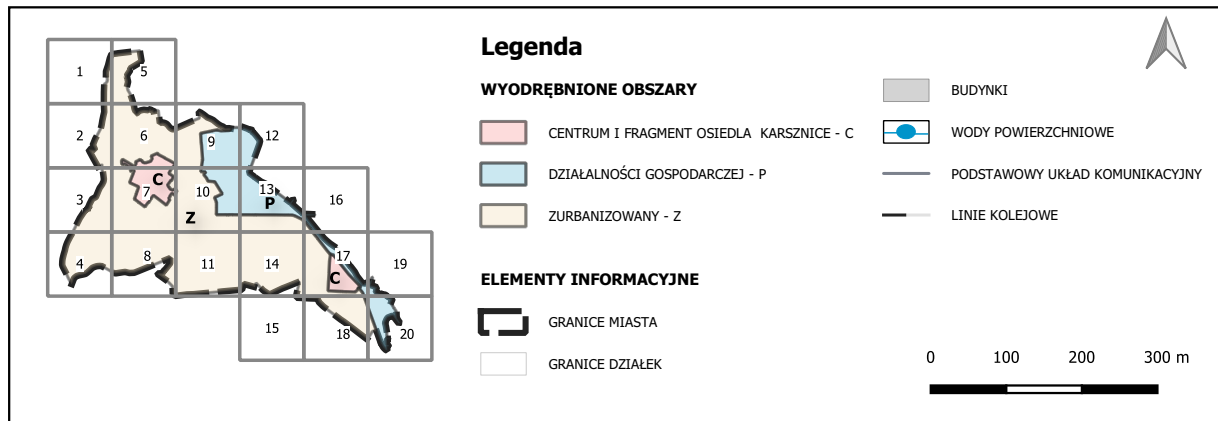 1
5
2
6
9
12
3
7
C
10
13
P
16
Z
4
8
11
14
17
C
19
15
18
20
Legenda
WYODRĘBNIONE OBSZARY
CENTRUM I FRAGMENT OSIEDLA KARSZNICE - C
DZIAŁALNOŚCI GOSPODARCZEJ - P
ZURBANIZOWANY - Z
ELEMENTY INFORMACYJNE
GRANICE MIASTA
GRANICE DZIAŁEK
BUDYNKI
WODY POWIERZCHNIOWE
PODSTAWOWY UKŁAD KOMUNIKACYJNY
LINIE KOLEJOWE
0 100 200 300 m